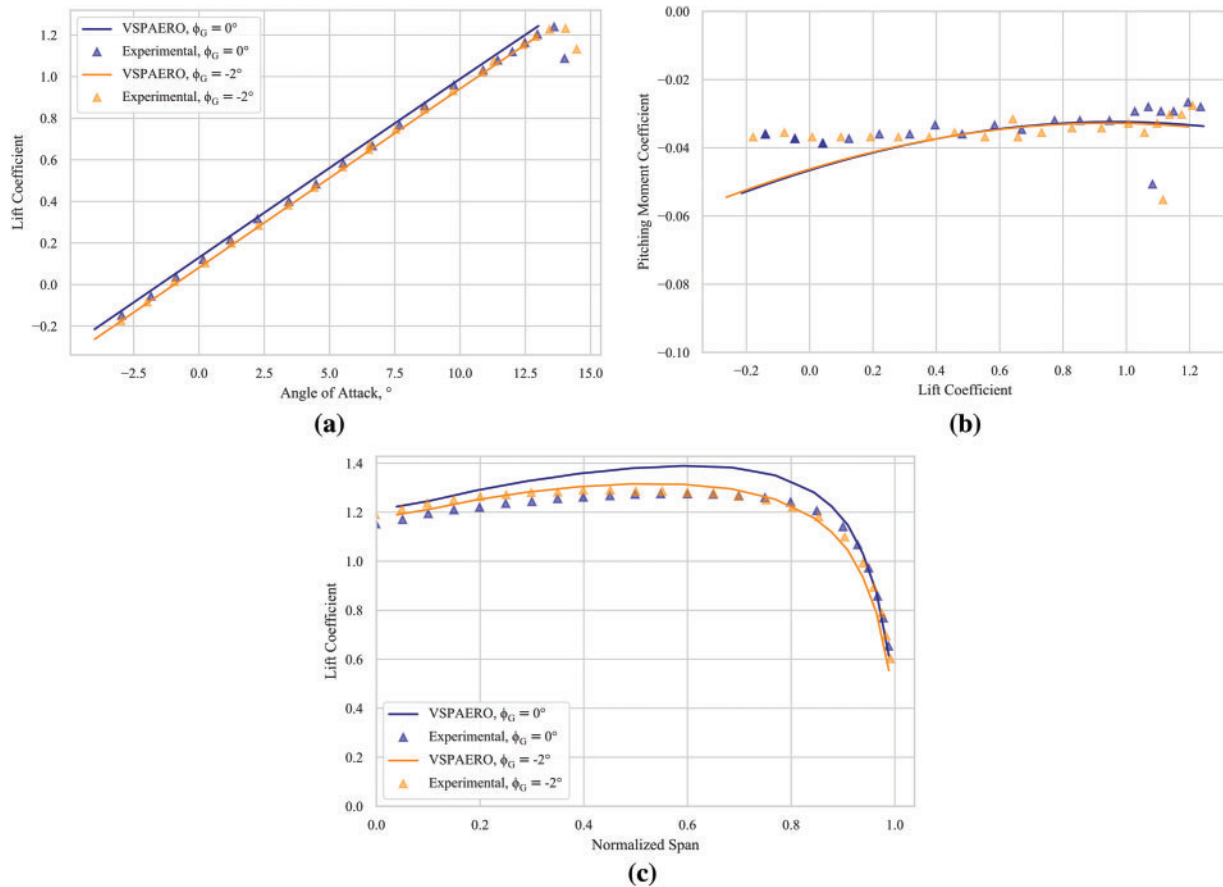 VSPAERO, ϕG = 0°
Experimental, ϕG = 0°
VSPAERO, ϕG = -2°
Experimental, ϕG = -2°
1.2
1.0
0.8
0.6
0.4
0.2
0.0
−0.2
Lift Coefficient
−2.5 0.0 2.5 5.0 7.5 10.0 12.5 15.0
Angle of Attack, °
(a)
0.00
−0.02
−0.04
−0.06
−0.08
−0.10
Pitching Moment Coefficient
−0.2 0.0 0.2 0.4 0.6 0.8 1.0 1.2
Lift Coefficient
(b)
1.4
1.2
1.0
0.8
0.6
0.4
0.2
0.0
Lift Coefficient
VSPAERO, ϕG = 0°
Experimental, ϕG = 0°
VSPAERO, ϕG = -2°
Experimental, ϕG = -2°
0.0 0.2 0.4 0.6 0.8 1.0
Normalized Span
(c)